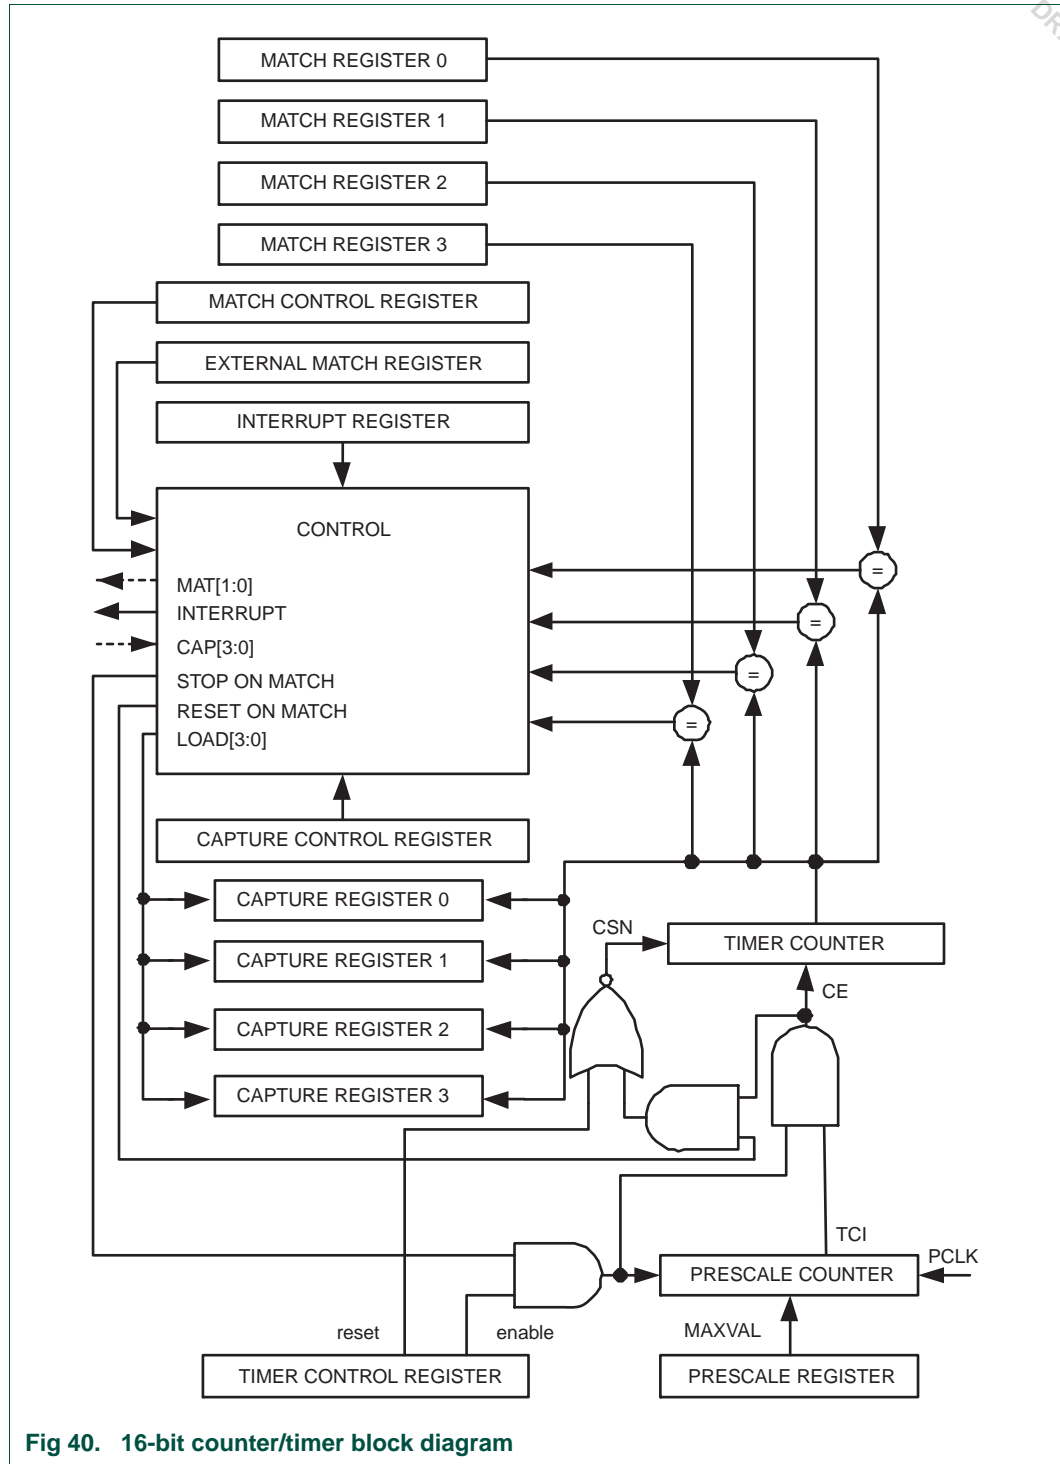 MATCH REGISTER 0
MATCH REGISTER 1
MATCH REGISTER 2
MATCH REGISTER 3
MATCH CONTROL REGISTER
EXTERNAL MATCH REGISTER
INTERRUPT REGISTER
CONTROL
MAT[1:0]
INTERRUPT
CAP[3:0]
STOP ON MATCH
RESET ON MATCH
LOAD[3:0]
=
=
=
=
CAPTURE CONTROL REGISTER
CAPTURE REGISTER 0
CAPTURE REGISTER 1
CAPTURE REGISTER 2
CAPTURE REGISTER 3
CSN
TIMER COUNTER
CE
TCI
PCLK
PRESCALE COUNTER
reset
enable
MAXVAL
TIMER CONTROL REGISTER
PRESCALE REGISTER
Fig 40. 16-bit counter/timer block diagram